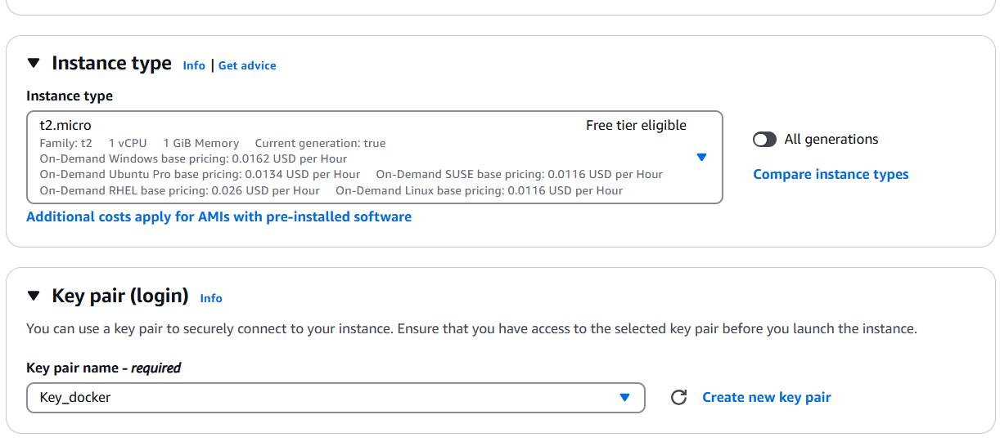 Instance type Info | Get advice
Instance type
t2.micro Free tier eligible
Family: t2 1 vCPU 1 GiB Memory Current generation: true
On-Demand Windows base pricing: 0.0162 USD per Hour
On-Demand Ubuntu Pro base pricing: 0.0134 USD per Hour On-Demand SUSE base pricing: 0.0116 USD per Hour
On-Demand RHEL base pricing: 0.026 USD per Hour On-Demand Linux base pricing: 0.0116 USD per Hour
All generations
Compare instance types
Additional costs apply for AMIs with pre-installed software
Key pair (login) Info
You can use a key pair to securely connect to your instance. Ensure that you have access to the selected key pair before you launch the instance.
Key pair name - required
Key_docker
Create new key pair